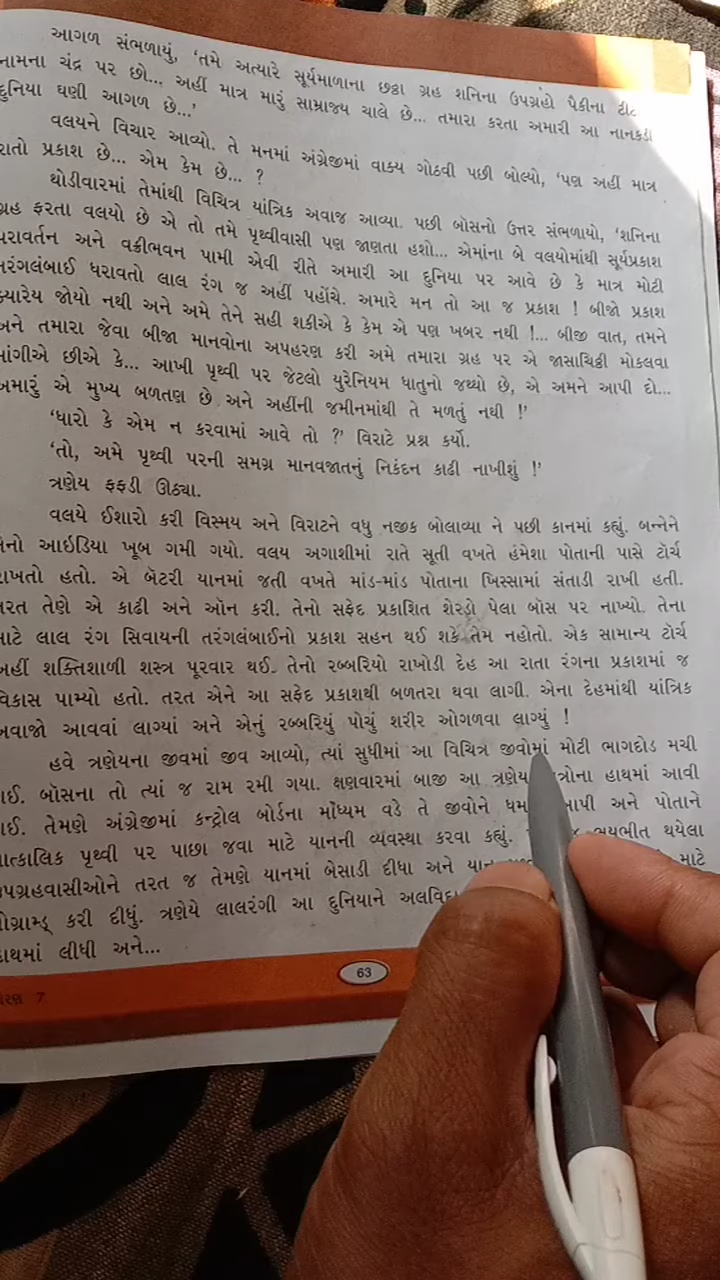 આગળ સંભળાયું, ‘તમે અત્યારે સૂર્યમાળાના છઠ્ઠા ગ્રહ શનિના ઉપગ્રહો પૈકીના
નામના ચંદ્ર પર છો... અહીં માત્ર મારું સામ્રાજ્ય ચાલે છે... તમારા કરતા અમારી આ નાનકડી
દુનિયા ઘણી આગળ છે...’
વલયને વિચાર આવ્યો. તે મનમાં અંગ્રેજીમાં વાક્ય ગોઠવી પછી બોલ્યો, ‘પણ અહીં માત્ર
રાતો પ્રકાશ છે... એમ કેમ છે... ?
થોડીવારમાં તેમાંથી વિચિત્ર યાંત્રિક અવાજ આવ્યા. પછી બૉસનો ઉત્તર સંભળાયો, ‘શનિના
ગ્રહ ફરતા વલયો છે એ તો તમે પૃથ્વીવાસી પણ જાણતા હશો... એમાંના બે વલયોમાંથી સૂર્યપ્રકાશ
પરાવર્તન અને વક્રીભવન પામી એવી રીતે અમારી આ દુનિયા પર આવે છે કે માત્ર મોટી
તરંગલંબાઈ ધરાવતો લાલ રંગ જ અહીં પહોંચે. અમારે મન તો આ જ પ્રકાશ ! બીજો પ્રકાશ
ક્યારેય જોયો નથી અને અમે તેને સહી શકીએ કે કેમ એ પણ ખબર નથી !... બીજી વાત, તમને
અને તમારા જેવા બીજા માનવોના અપહરણ કરી અમે તમારા ગ્રહ પર એ જાસાચિઠ્ઠી મોકલવા
માંગીએ છીએ કે... આખી પૃથ્વી પર જેટલો યુરેનિયમ ધાતુનો જથ્થો છે, એ અમને આપી દો...
અમારું એ મુખ્ય બળતણ છે અને અહીંની જમીનમાંથી તે મળતું નથી !’
‘ધારો કે એમ ન કરવામાં આવે તો ?’ વિરાટે પ્રશ્ન કર્યો.
‘તો, અમે પૃથ્વી પરની સમગ્ર માનવજાતનું નિકંદન કાઢી નાખીશું !’
ત્રણેય ફફડી ઊઠ્યા.
વલયે ઈશારો કરી વિસ્મય અને વિરાટને વધુ નજીક બોલાવ્યા ને પછી કાનમાં કહ્યું. બન્નેને
તેનો આઇડિયા ખૂબ ગમી ગયો. વલય અગાશીમાં રાતે સૂતી વખતે હંમેશા પોતાની પાસે ટૉર્ચ
રાખતો હતો. એ બૅટરી યાનમાં જતી વખતે માંડ-માંડ પોતાના ખિસ્સામાં સંતાડી રાખી હતી.
તરત તેણે એ કાઢી અને ઑન કરી. તેનો સફેદ પ્રકાશિત શેરડો પેલા બૉસ પર નાખ્યો. તેના
માટે લાલ રંગ સિવાયની તરંગલંબાઈનો પ્રકાશ સહન થઈ શકે તેમ નહોતો. એક સામાન્ય ટૉર્ચ
અહીં શક્તિશાળી શસ્ત્ર પૂરવાર થઈ. તેનો રબ્બરિયો રાખોડી દેહ આ રાતા રંગના પ્રકાશમાં જ
વિકાસ પામ્યો હતો. તરત એને આ સફેદ પ્રકાશથી બળતરા થવા લાગી. એના દેહમાંથી યાંત્રિક
અવાજો આવવાં લાગ્યાં અને એનું રબ્બરિયું પોચું શરીર ઓગળવા લાગ્યું !
હવે ત્રણેયના જીવમાં જીવ આવ્યો, ત્યાં સુધીમાં આ વિચિત્ર જીવોમાં મોટી ભાગદોડ મચી
ગઈ. બૉસના તો ત્યાં જ રામ રમી ગયા. ક્ષણવારમાં બાજી આ ત્રણેય હાથમાં આવી
ગઈ. તેમણે અંગ્રેજીમાં કન્ટ્રોલ બોર્ડના માધ્યમ વડે તે જીવોને આપી અને પોતાને
તાત્કાલિક પૃથ્વી પર પાછા જવા માટે યાનની વ્યવસ્થા કરવા કહ્યું. ભયભીત થયેલા
ઉપગ્રહવાસીઓને તરત જ તેમણે યાનમાં બેસાડી દીધા અને યાન માટે
પ્રોગ્રામ્ડ્ કરી દીધું. ત્રણેયે લાલરંગી આ દુનિયાને અલવિદા
હાથમાં લીધી અને...
63
ધોરણ 7